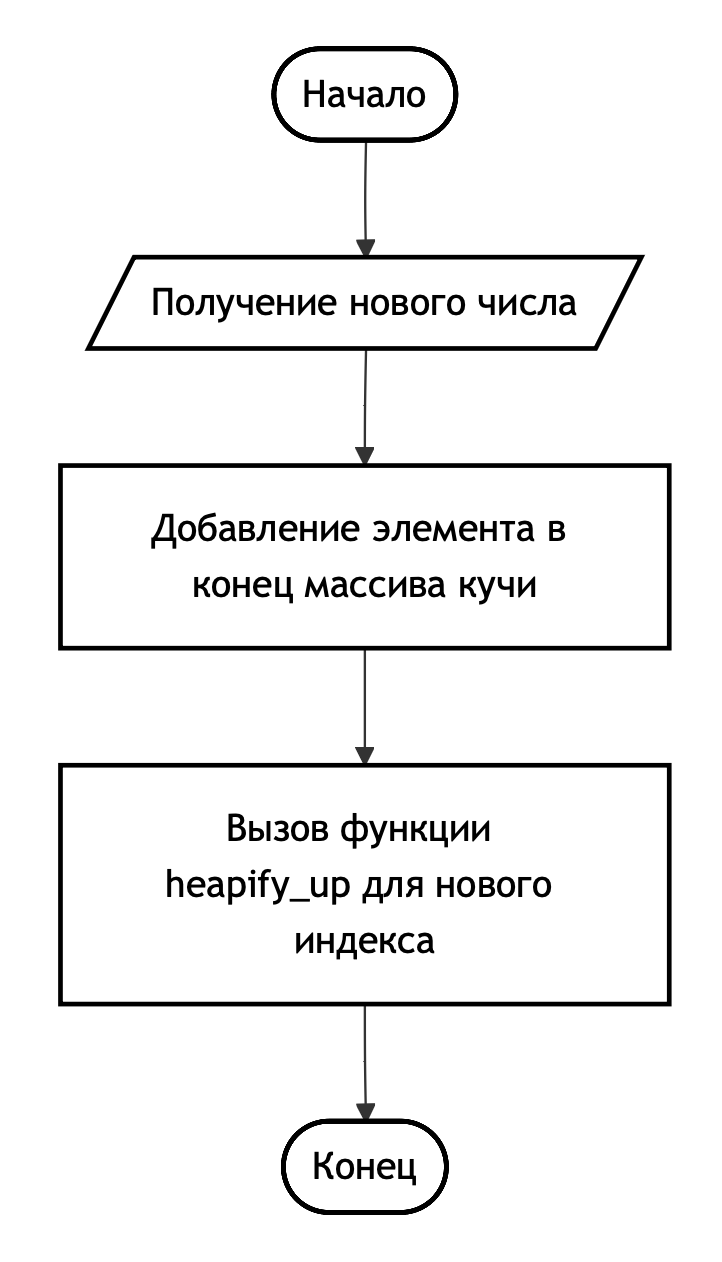 Начало
Получение нового числа
Добавление элемента в
конец массива кучи
Вызов функции
heapify_up для нового
индекса
Конец